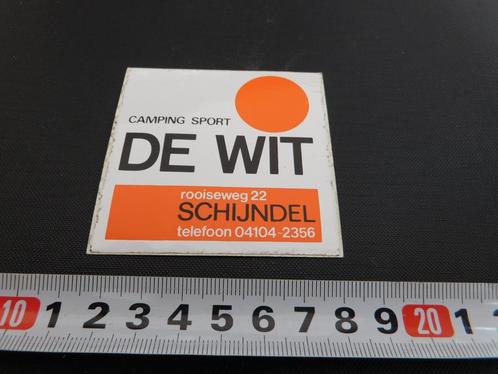 CAMPING SPORT
DE WIT
rooiseweg 22
SCHIJNDEL
telefoon 04104-2356
10 1 2 3 4 5 6 7 8 9 20 1